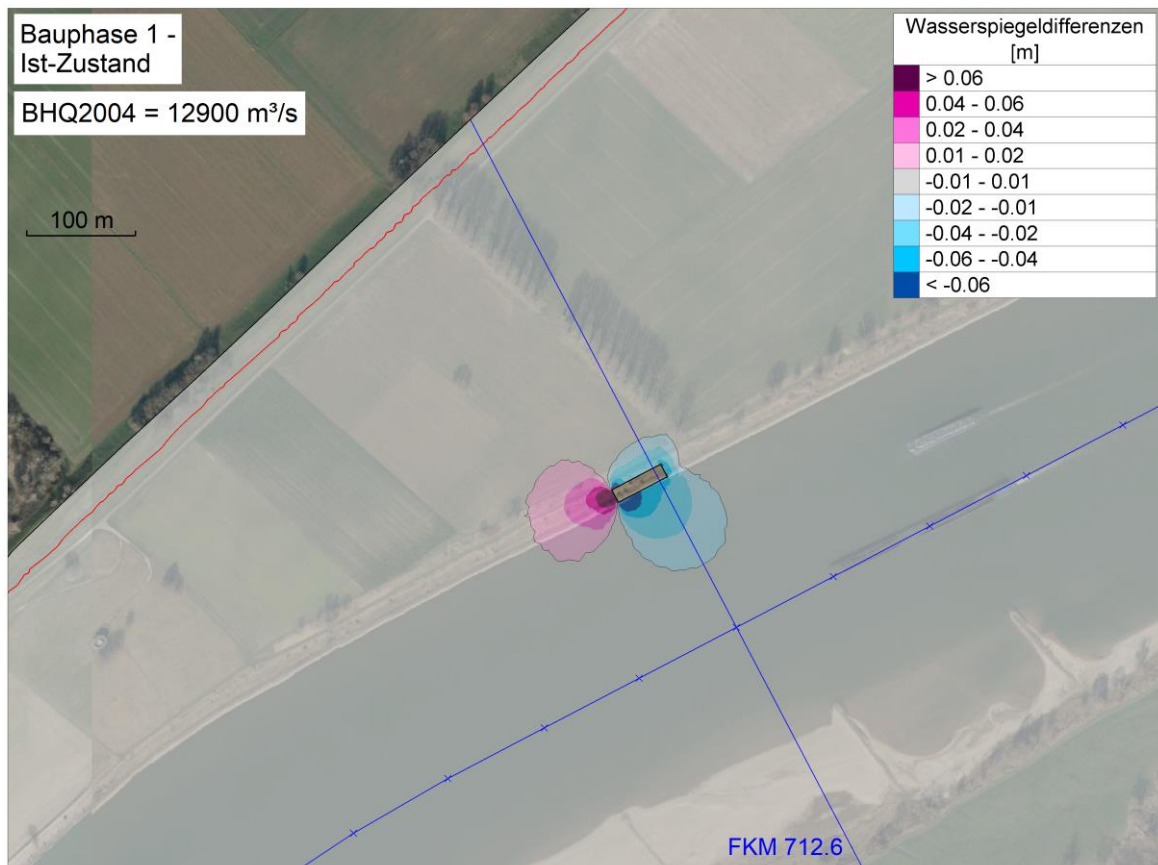 Bauphase 1 -
Ist-Zustand
BHQ2004 = 12900 m³/s
100 m
Wasserspiegeldifferenzen
[m]
> 0.06
0.04 - 0.06
0.02 - 0.04
0.01 - 0.02
-0.01 - 0.01
-0.02 - -0.01
-0.04 - -0.02
-0.06 - -0.04
< -0.06
FKM 712.6